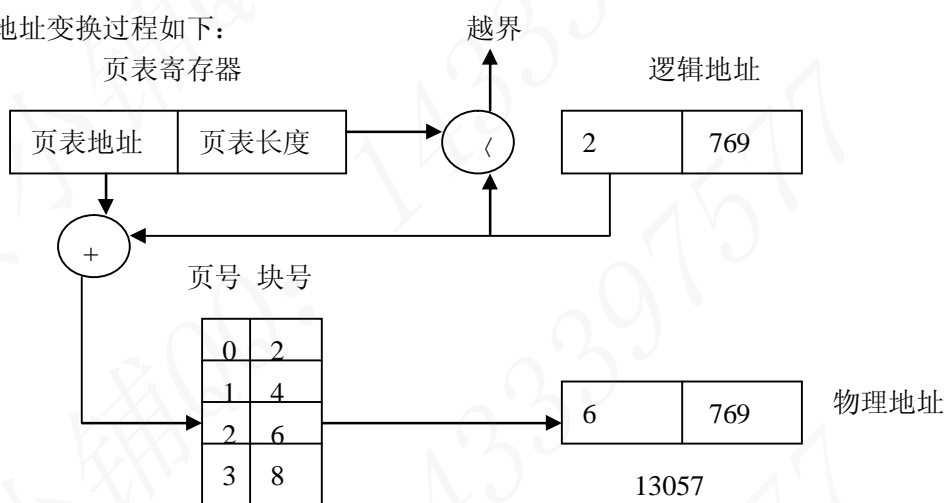 地址变换过程如下：
越界
页表寄存器
逻辑地址
页表地址 页表长度
〈
2 769
+
页号 块号
0 2
1 4
2 6
3 8
6 769
物理地址
13057